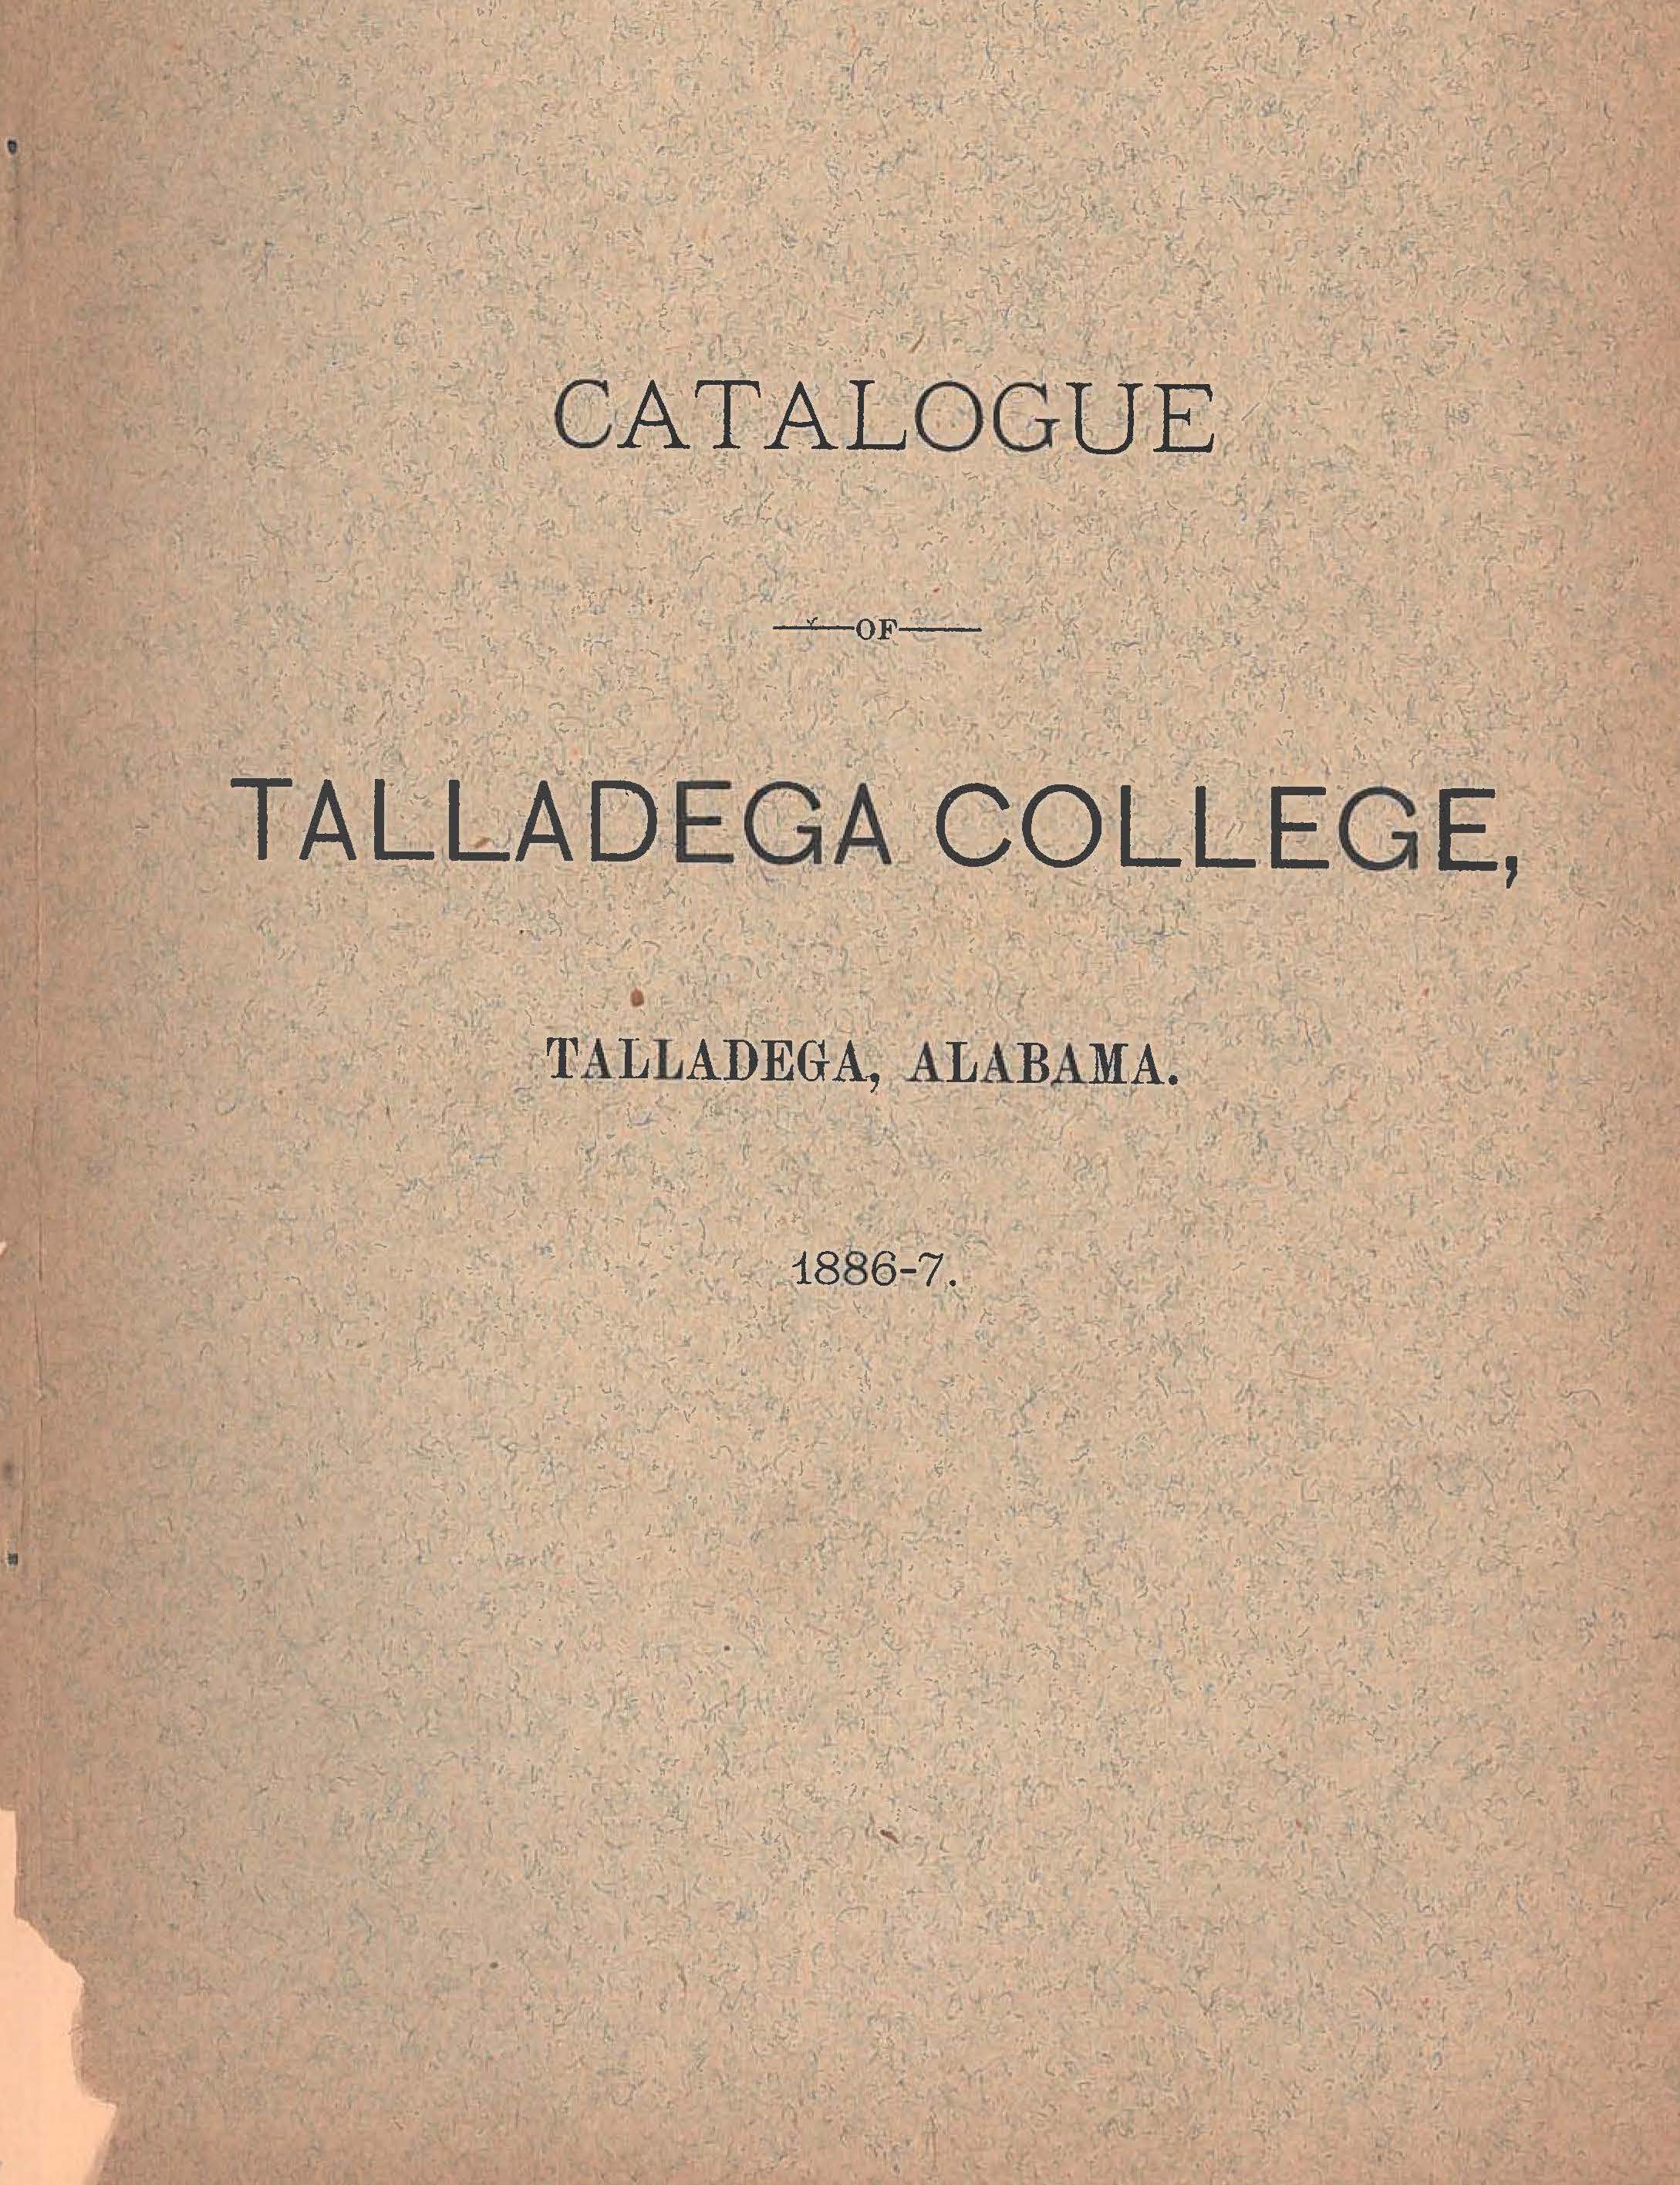 CATALOGUE
—OF—
TALLADEGA COLLEGE,
TALLADEGA, ALABAMA.
1886-7.